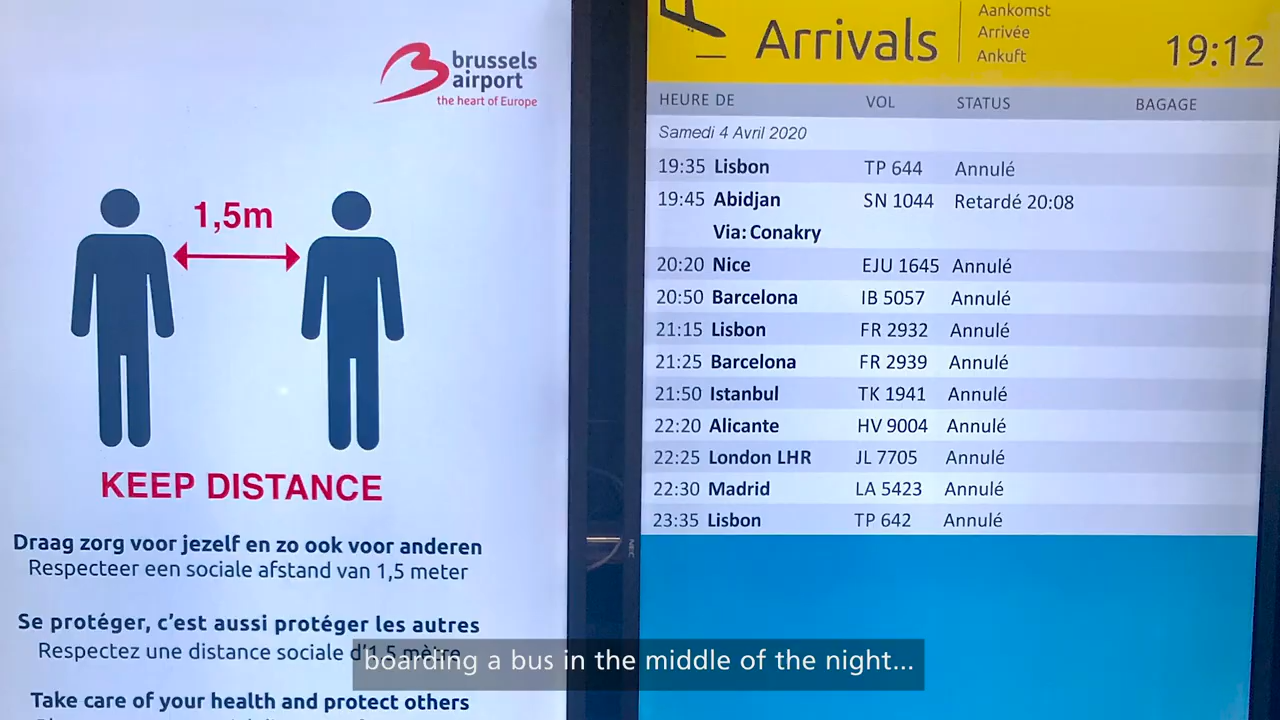 brussels
airport
the heart of Europe
1,5m
KEEP DISTANCE
Draag zorg voor jezelf en zo ook voor anderen
Respecteer een sociale afstand van 1,5 meter
Se protéger, c'est aussi protéger les autres
Respectez une distance sociale d'1,5 mètre
Take care of your health and protect others
Arrivals
Aankomst
Arrivée
Ankuft
19:12
HEURE DE VOL STATUS BAGAGE
Samedi 4 Avril 2020
19:35 Lisbon TP 644 Annulé
19:45 Abidjan SN 1044 Retardé 20:08
Via: Conakry
20:20 Nice EJU 1645 Annulé
20:50 Barcelona IB 5057 Annulé
21:15 Lisbon FR 2932 Annulé
21:25 Barcelona FR 2939 Annulé
21:50 Istanbul TK 1941 Annulé
22:20 Alicante HV 9004 Annulé
22:25 London LHR JL 7705 Annulé
22:30 Madrid LA 5423 Annulé
23:35 Lisbon TP 642 Annulé
NEC
boarding a bus in the middle of the night...